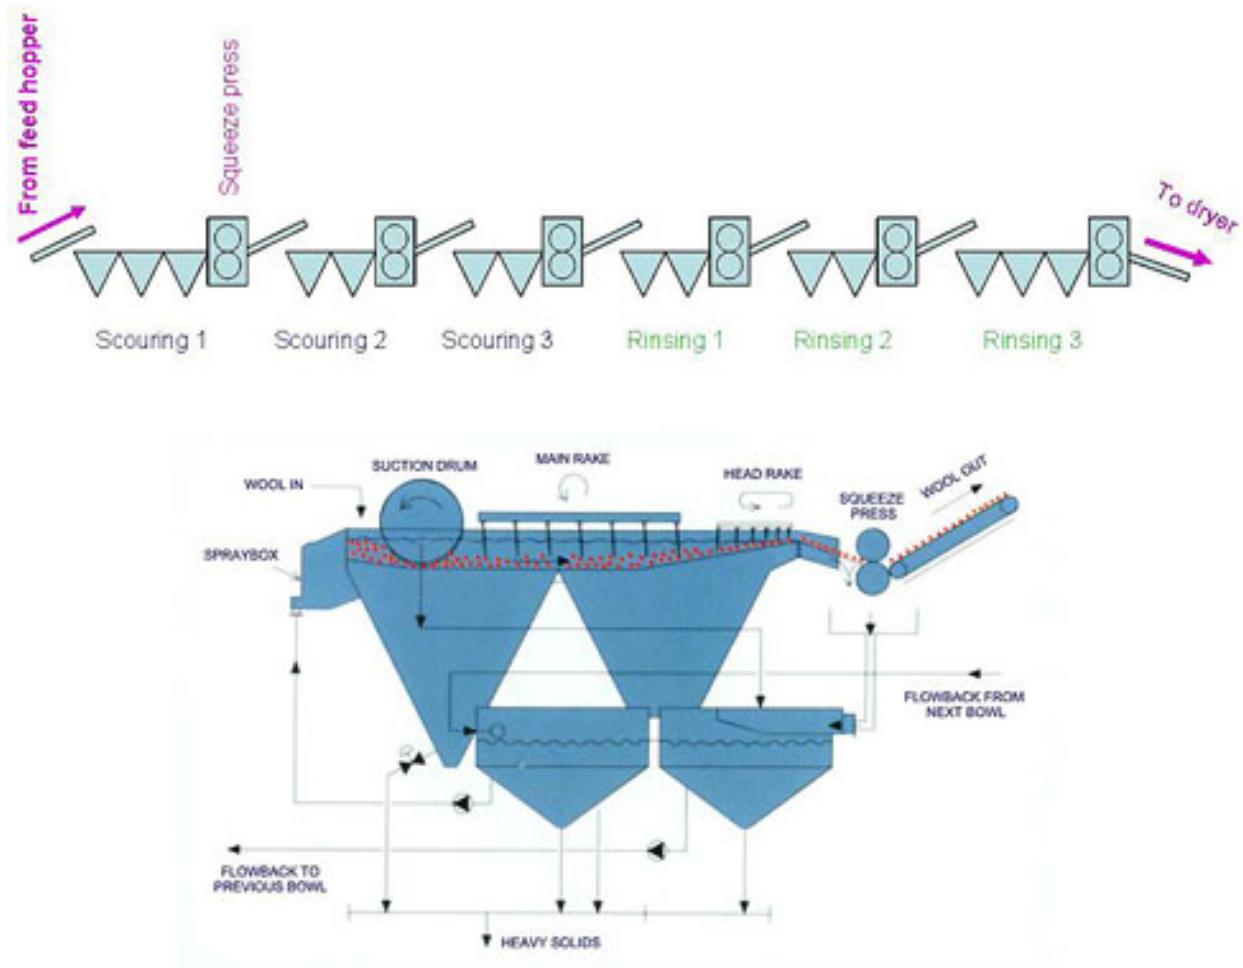 From feed hopper
Squeeze press
To dryer
Scouring 1
Scouring 2
Scouring 3
Rinsing 1
Rinsing 2
Rinsing 3
SUCTION DRUM
MAIN RAKE
HEAD RAKE
WOOL IN
SQUEEZE
PRESS
WOOL OUT
SPRAYBOX
FLOWBACK FROM
NEXT BOWL
FLOWBACK TO
PREVIOUS BOWL
HEAVY SOLIDS